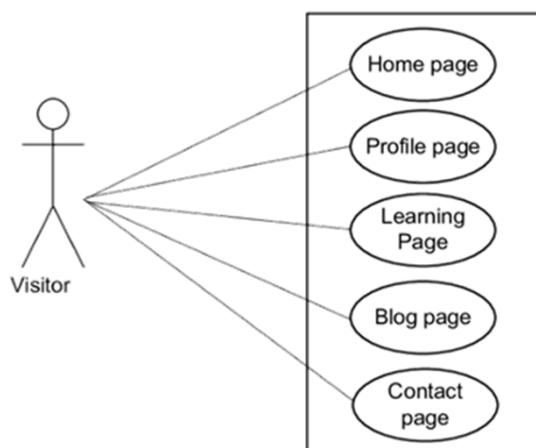 Home page
Profile page
Learning
Page
Visitor
Blog page
Contact
page